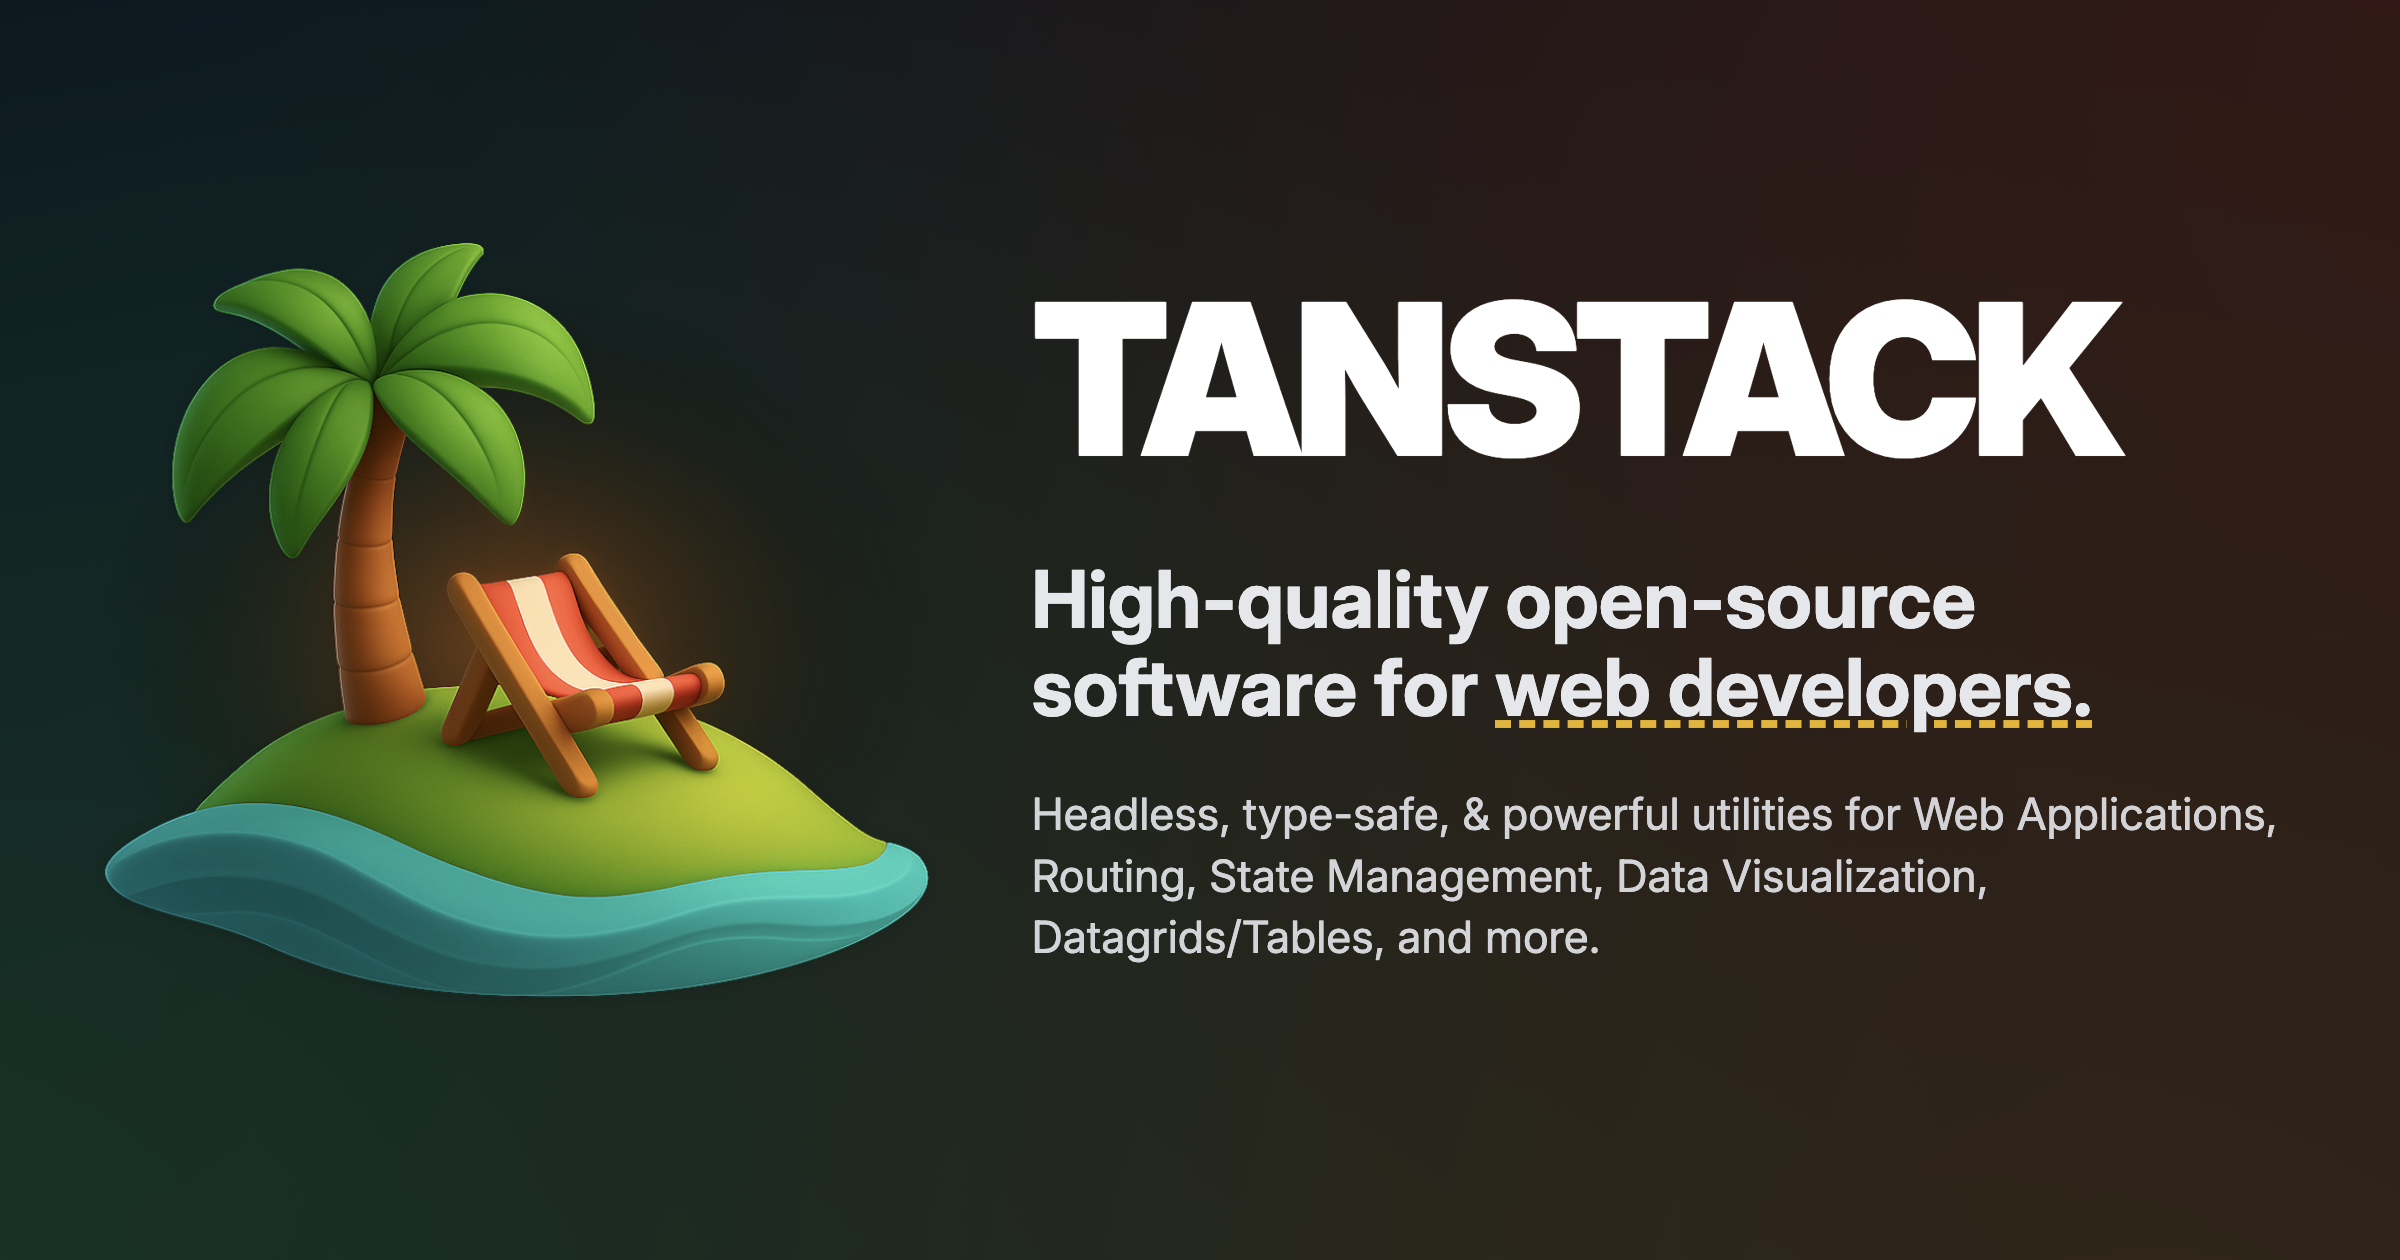 TANSTACK
High-quality open-source
software for web developers.
Headless, type-safe, & powerful utilities for Web Applications,
Routing, State Management, Data Visualization,
Datagrids/Tables, and more.